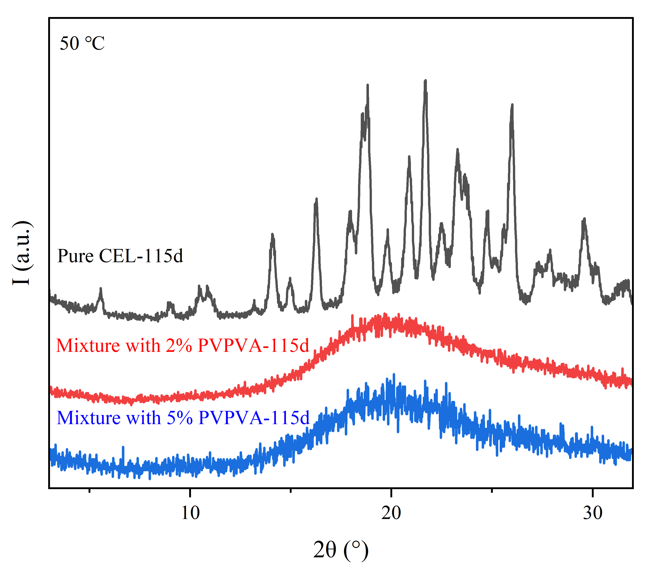 50 ℃
I (a.u.)
Pure CEL-115d
Mixture with 2% PVPVA-115d
Mixture with 5% PVPVA-115d
10
20
30
2θ (°)